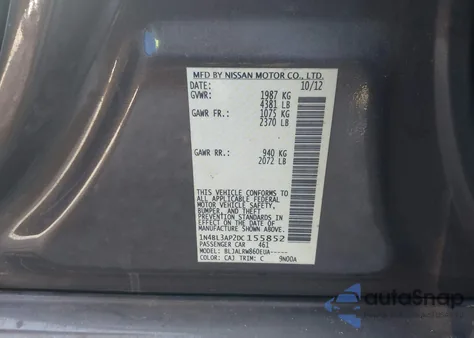 MFD BY NISSAN MOTOR CO., LTD.
DATE: 10/12
GVWR: 1987 KG
4381 LB
GAWR FR.: 1075 KG
2370 LB
GAWR RR.: 940 KG
2072 LB
THIS VEHICLE CONFORMS TO
ALL APPLICABLE FEDERAL
MOTOR VEHICLE SAFETY,
BUMPER, AND THEFT
PREVENTION STANDARDS IN
EFFECT ON THE DATE OF
MANUFACTURE SHOWN ABOVE.
1N4BL3AP2DC155852
PASSENGER CAR 461
MODEL: BLJALRW860EUA-----
COLOR: CAJ TRIM: C 9N00A
autoSnap